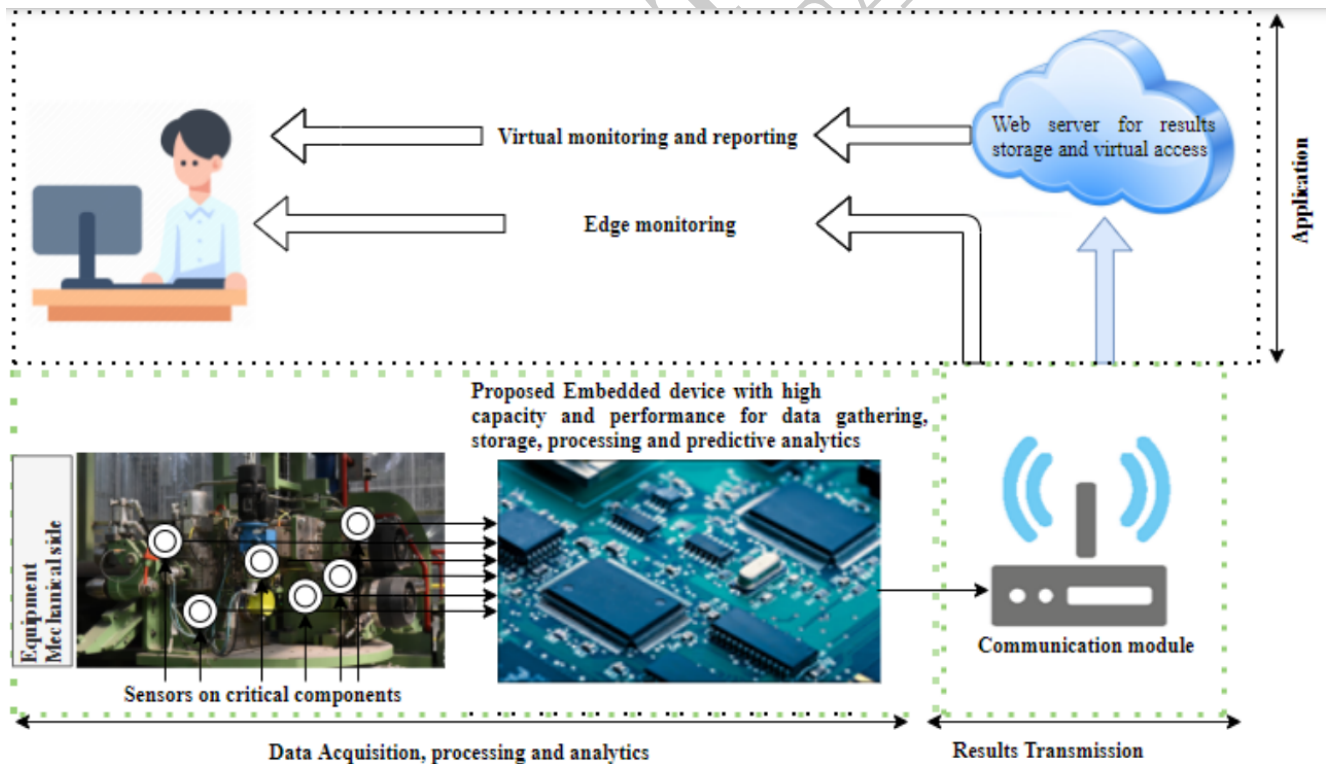 Web server for results
storage and virtual access
Virtual monitoring and reporting
Edge monitoring
Application
Proposed Embedded device with high
capacity and performance for data gathering,
storage, processing and predictive analytics
Equipment
Mechanical side
Sensors on critical components
Communication module
Data Acquisition, processing and analytics
Results Transmission